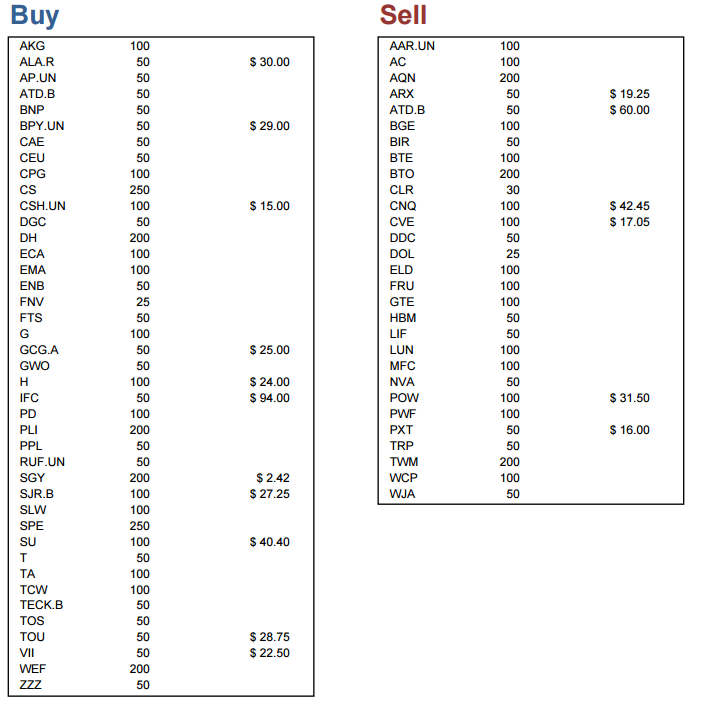 Buy
AKG 100
ALA.R 50 $ 30.00
AP.UN 50
ATD.B 50
BNP 50
BPY.UN 50 $ 29.00
CAE 50
CEU 50
CPG 100
CS 250
CSH.UN 100 $ 15.00
DGC 50
DH 200
ECA 100
EMA 100
ENB 50
FNV 25
FTS 50
G 100
GCG.A 50 $ 25.00
GWO 50
H 100 $ 24.00
IFC 50 $ 94.00
PD 100
PLI 200
PPL 50
RUF.UN 50
SGY 200 $ 2.42
SJR.B 100 $ 27.25
SLW 100
SPE 250
SU 100 $ 40.40
T 50
TA 100
TCW 100
TECK.B 50
TOS 50
TOU 50 $ 28.75
VII 50 $ 22.50
WEF 200
ZZZ 50
Sell
AAR.UN 100
AC 100
AQN 200
ARX 50 $ 19.25
ATD.B 50 $ 60.00
BGE 100
BIR 50
BTE 100
BTO 200
CLR 30
CNQ 100 $ 42.45
CVE 100 $ 17.05
DDC 50
DOL 25
ELD 100
FRU 100
GTE 100
HBM 50
LIF 50
LUN 100
MFC 100
NVA 50
POW 100 $ 31.50
PWF 100
PXT 50 $ 16.00
TRP 50
TWM 200
WCP 100
WJA 50